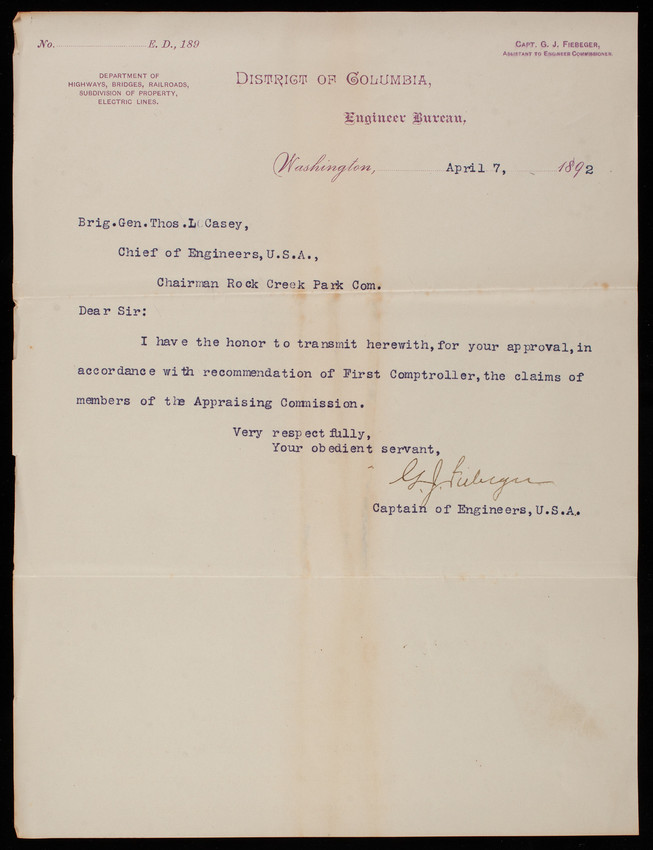 No. E. D., 189
CAPT. G. J. FIEBEGER,
ASSISTANT TO ENGINEER COMMISSIONER.
DEPARTMENT OF
HIGHWAYS, BRIDGES, RAILROADS,
SUBDIVISION OF PROPERTY,
ELECTRIC LINES.
DISTRICT OF COLUMBIA,
Engineer Bureau,
Washington, April 7, 1892
Brig.Gen.Thos.L.Casey,
Chief of Engineers,U.S.A.,
Chairman Rock Creek Park Com.
Dear Sir:
I have the honor to transmit herewith,for your approval,in
accordance with recommendation of First Comptroller,the claims of
members of the Appraising Commission.
Very respectfully,
Your obedient servant,
G. J. Fiebeger
Captain of Engineers,U.S.A.